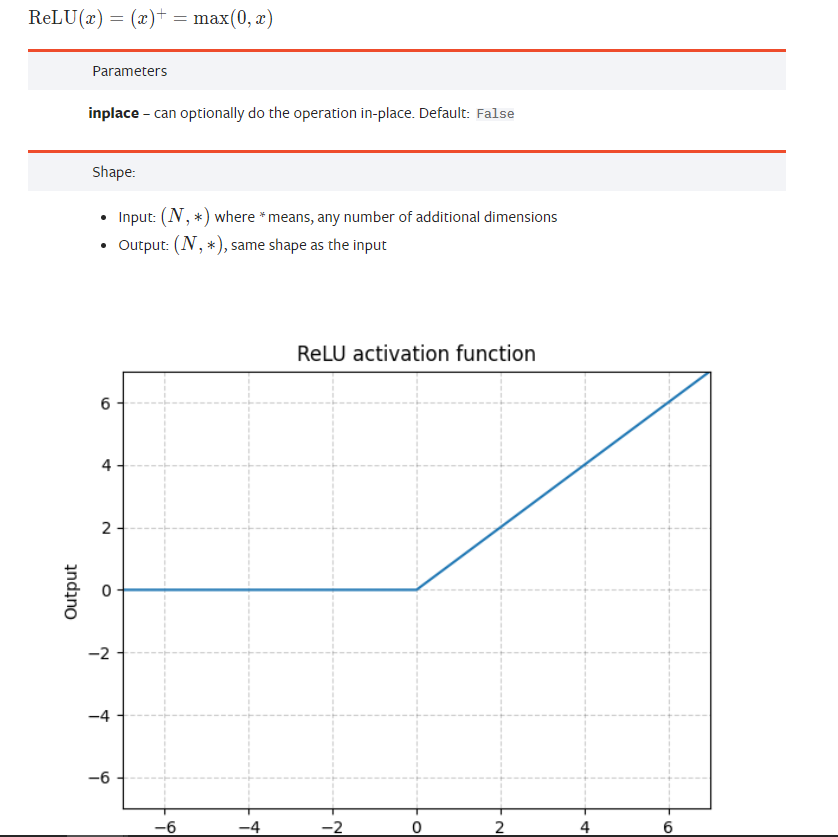 ReLU(x) = (x)⁺ = max(0, x)
Parameters
inplace – can optionally do the operation in-place. Default: False
Shape:
• Input: (N, *) where * means, any number of additional dimensions
• Output: (N, *), same shape as the input
ReLU activation function
6
4
2
0
−2
−4
−6
Output
−6 −4 −2 0 2 4 6